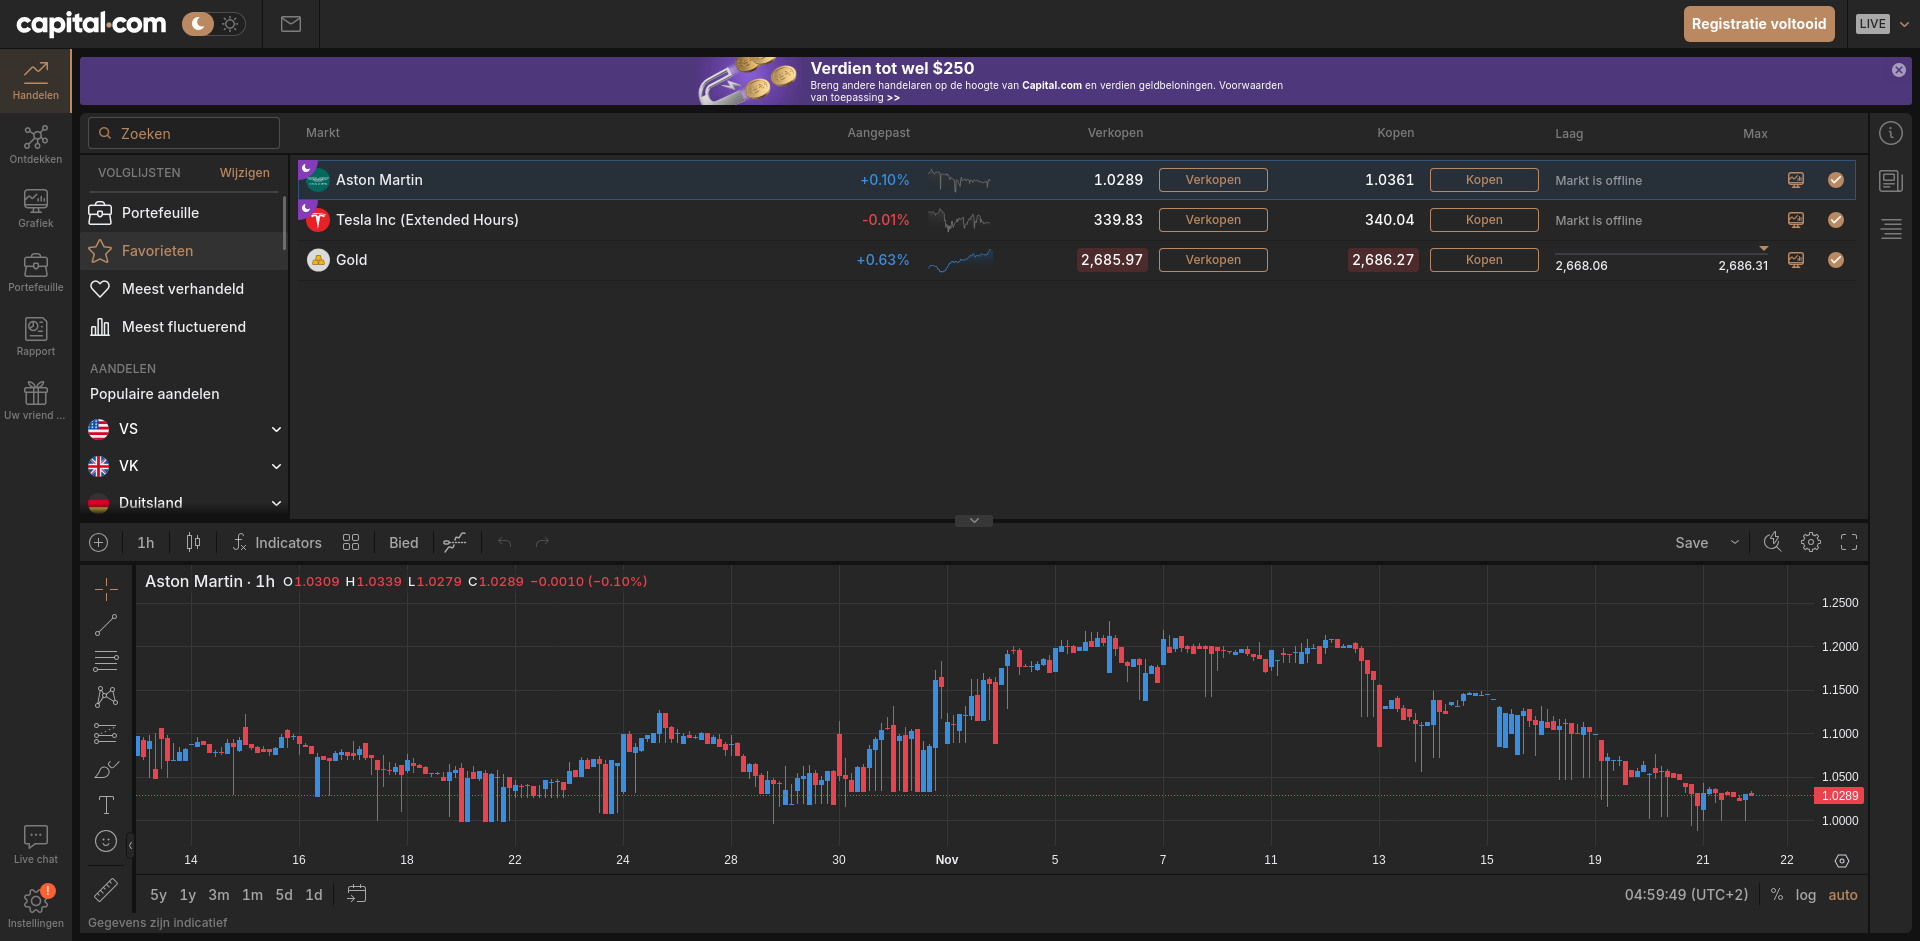 capital.com
Registratie voltooid
LIVE
Handelen
Ontdekken
Grafiek
Portefeuille
Rapport
Uw vriend ...
Live chat
!
Instellingen
Verdien tot wel $250
Breng andere handelaren op de hoogte van Capital.com en verdien geldbeloningen. Voorwaarden
van toepassing >>
Zoeken
VOLGLIJSTEN Wijzigen
Portefeuille
Favorieten
Meest verhandeld
Meest fluctuerend
AANDELEN
Populaire aandelen
VS
VK
Duitsland
Markt Aangepast Verkopen Kopen Laag Max
Aston Martin +0.10% 1.0289 Verkopen 1.0361 Kopen Markt is offline
Tesla Inc (Extended Hours) -0.01% 339.83 Verkopen 340.04 Kopen Markt is offline
Gold +0.63% 2,685.97 Verkopen 2,686.27 Kopen 2,668.06 2,686.31
1h Indicators Bied Save
Aston Martin · 1h O1.0309 H1.0339 L1.0279 C1.0289 −0.0010 (−0.10%)
1.2500
1.2000
1.1500
1.1000
1.0500
1.0289
1.0000
14 16 18 22 24 28 30 Nov 5 7 11 13 15 19 21 22
5y 1y 3m 1m 5d 1d 04:59:49 (UTC+2) % log auto
Gegevens zijn indicatief